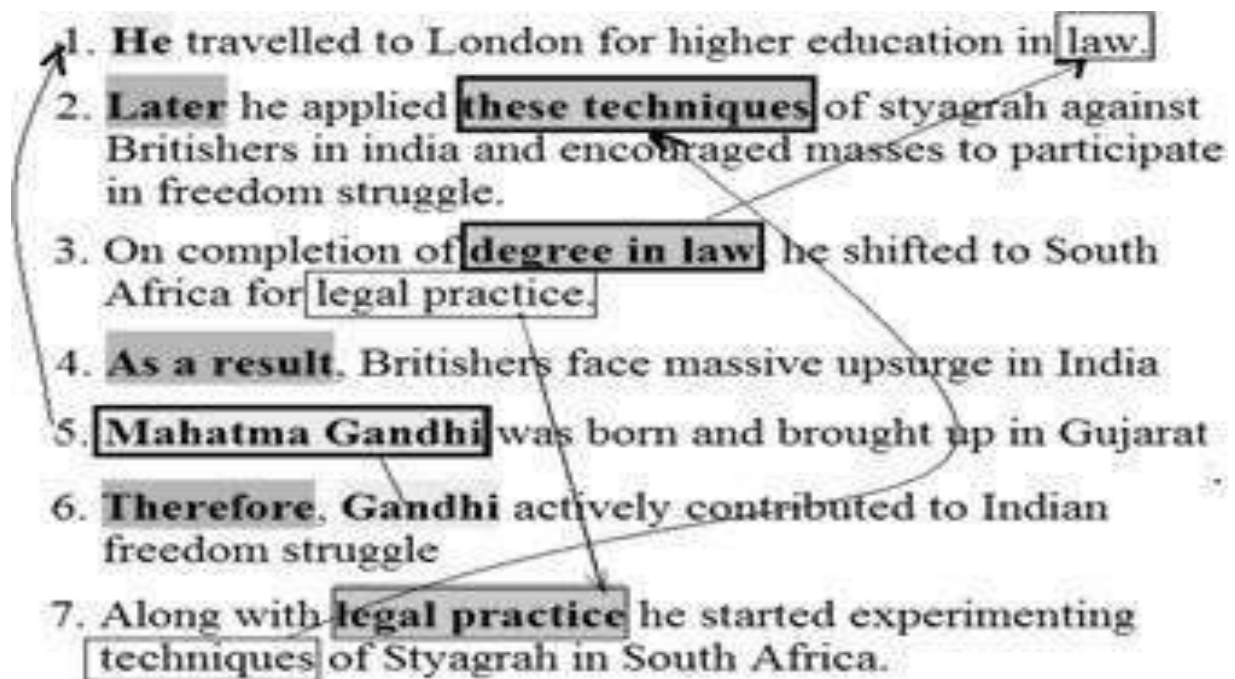 1. He travelled to London for higher education in law.
2. Later he applied these techniques of styagrah against
Britishers in india and encouraged masses to participate
in freedom struggle.
3. On completion of degree in law he shifted to South
Africa for legal practice.
4. As a result, Britishers face massive upsurge in India
5. Mahatma Gandhi was born and brought up in Gujarat
6. Therefore, Gandhi actively contributed to Indian
freedom struggle
7. Along with legal practice he started experimenting
techniques of Styagrah in South Africa.